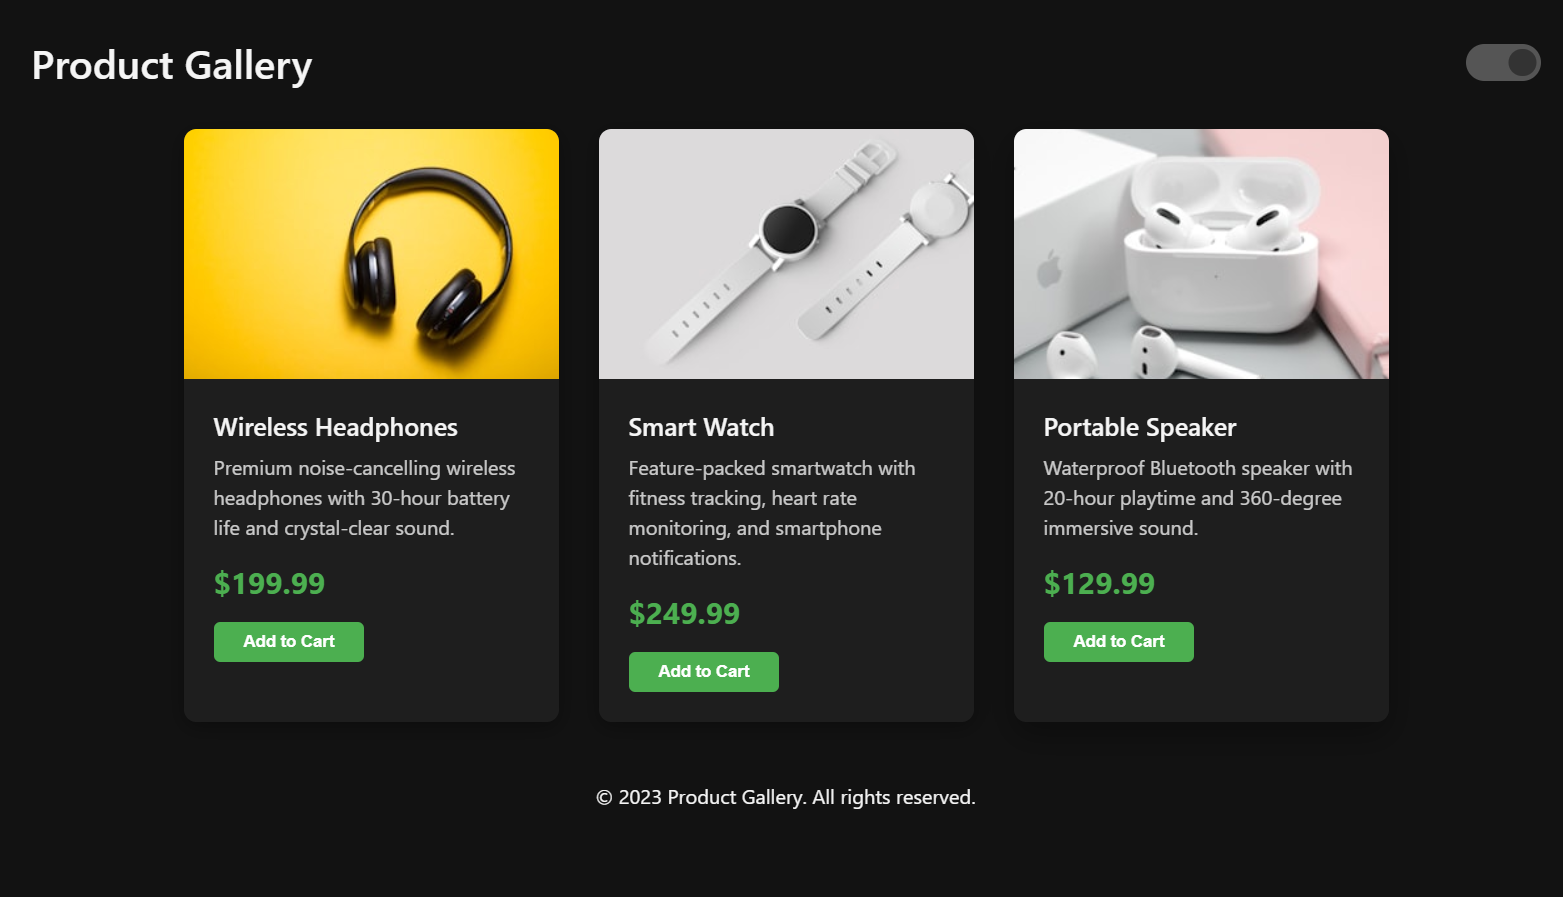 Product Gallery
Wireless Headphones
Premium noise-cancelling wireless
headphones with 30-hour battery
life and crystal-clear sound.
$199.99
Add to Cart
Smart Watch
Feature-packed smartwatch with
fitness tracking, heart rate
monitoring, and smartphone
notifications.
$249.99
Add to Cart
Portable Speaker
Waterproof Bluetooth speaker with
20-hour playtime and 360-degree
immersive sound.
$129.99
Add to Cart
© 2023 Product Gallery. All rights reserved.